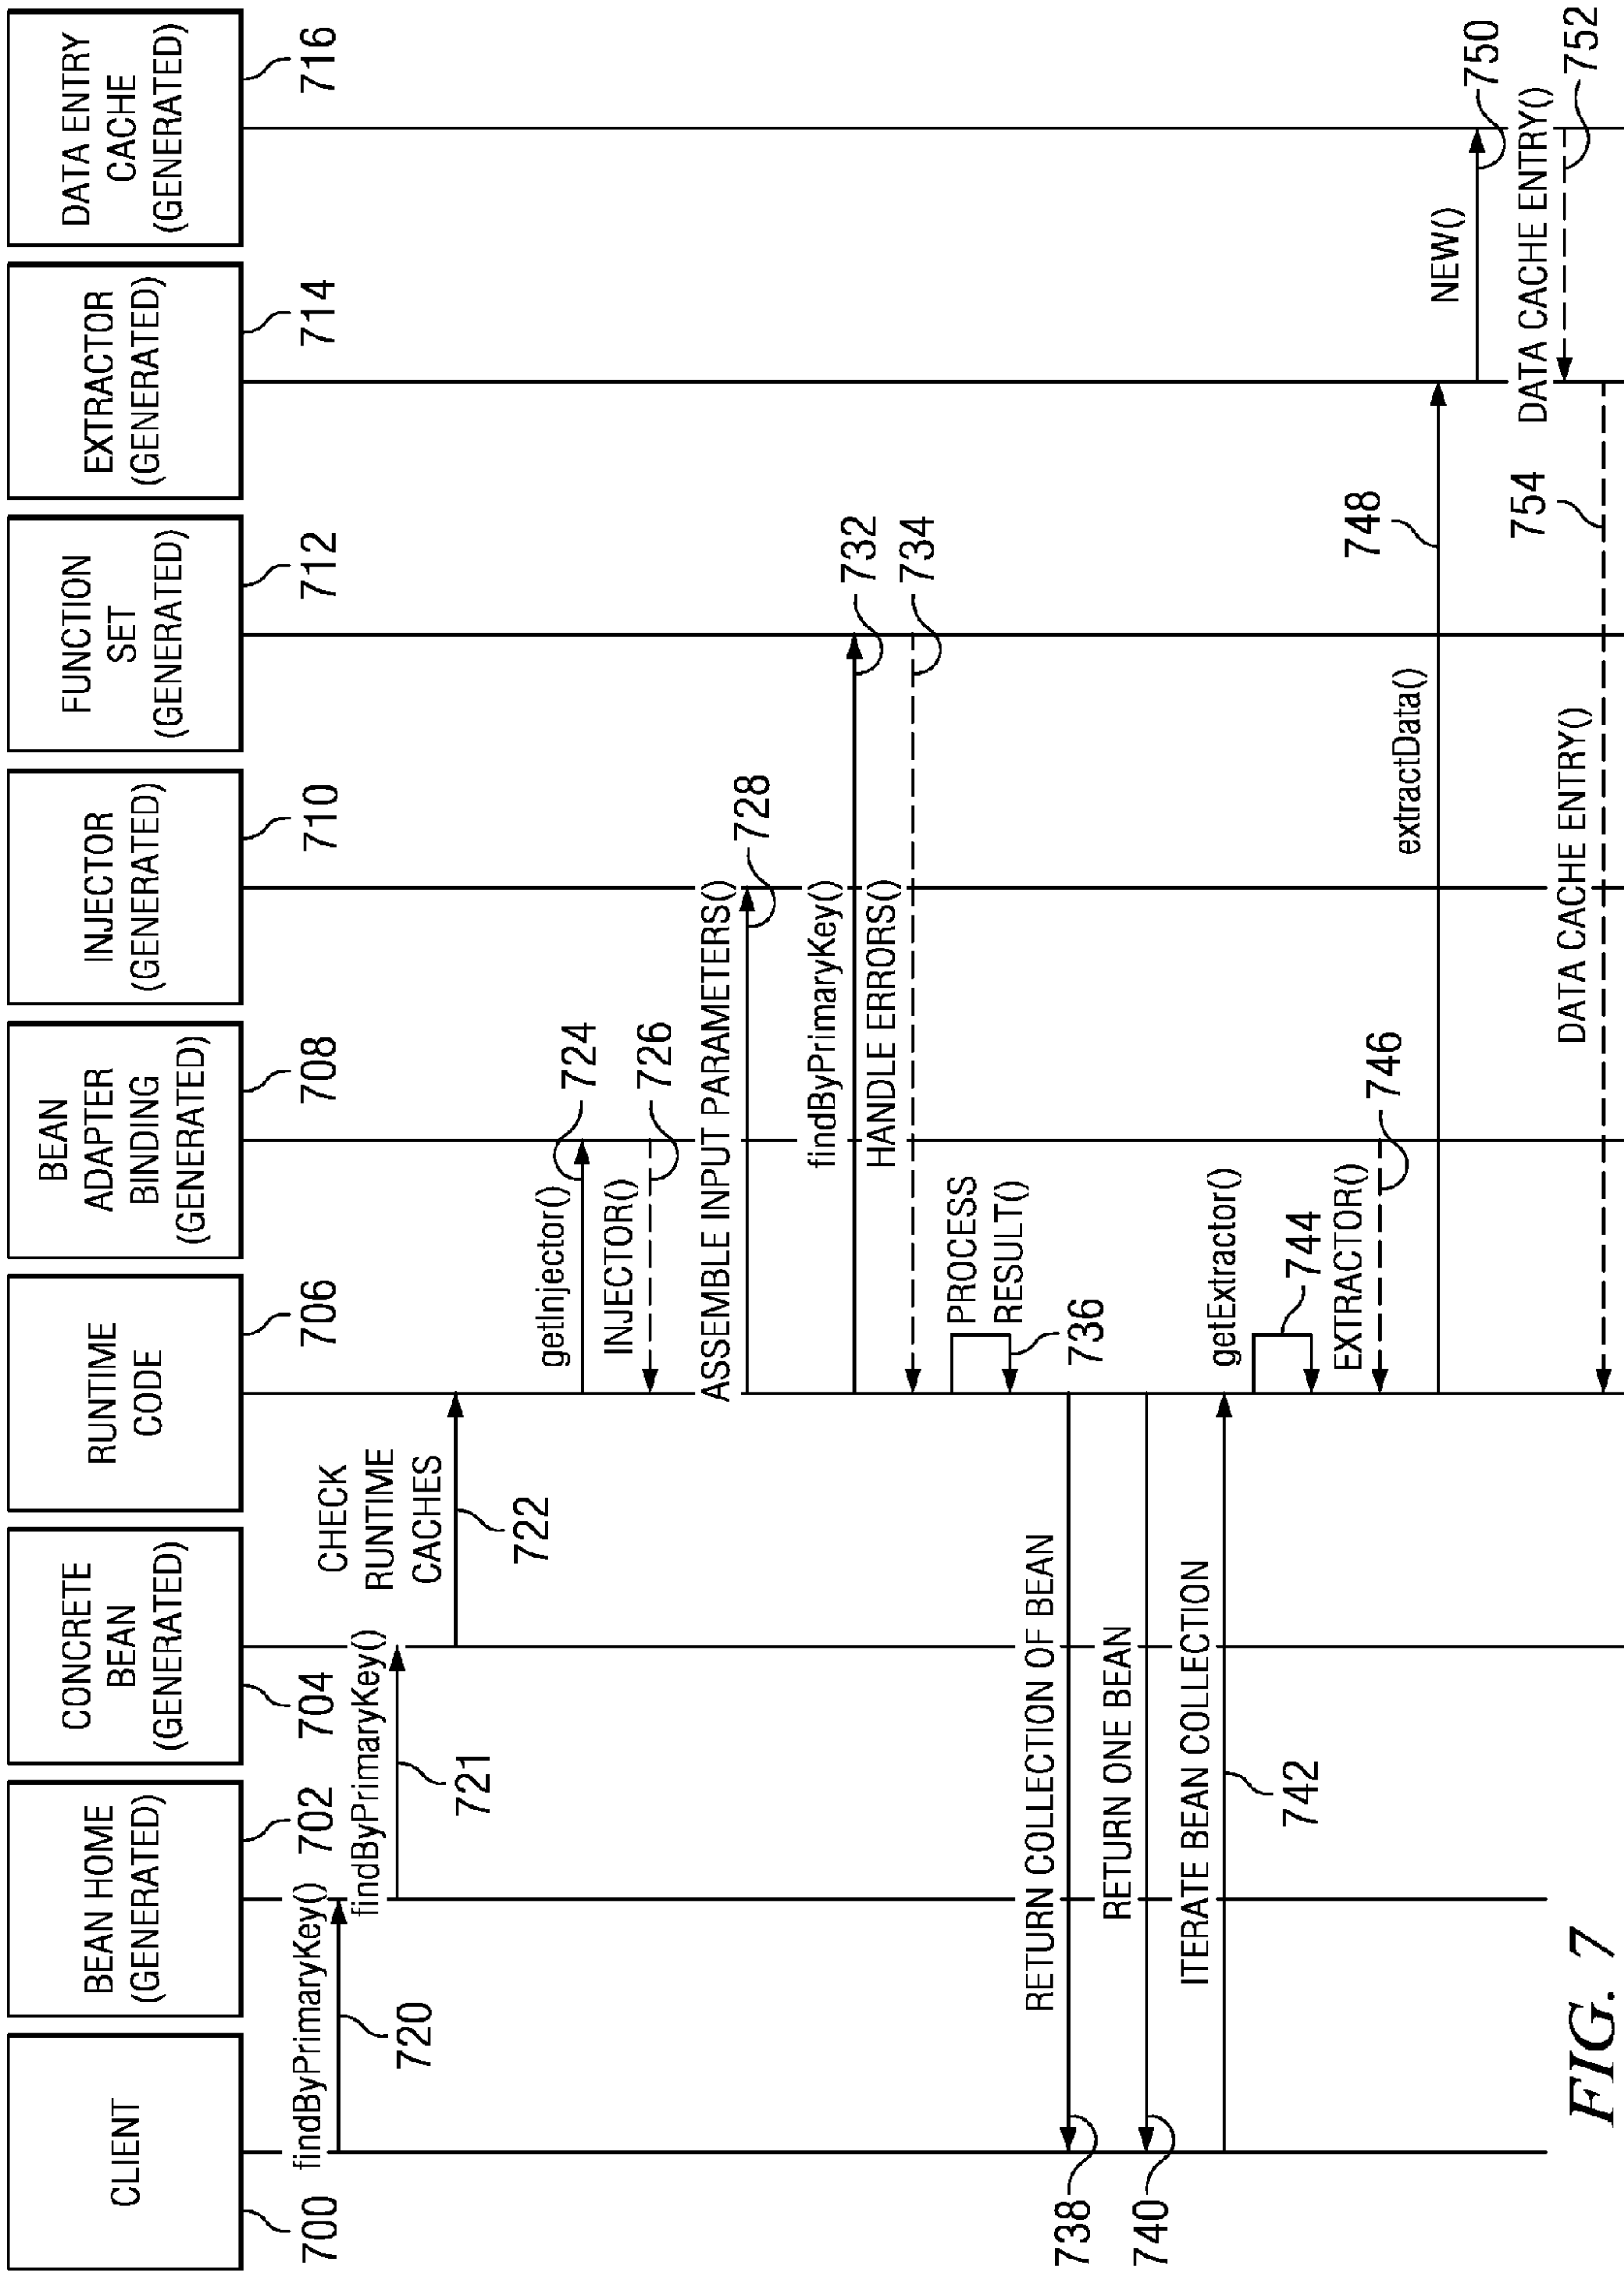 CLIENT
700
BEAN HOME
(GENERATED)
702
CONCRETE
BEAN
(GENERATED)
704
RUNTIME
CODE
706
BEAN
ADAPTER
BINDING
(GENERATED)
708
INJECTOR
(GENERATED)
710
FUNCTION
SET
(GENERATED)
712
EXTRACTOR
(GENERATED)
714
DATA ENTRY
CACHE
(GENERATED)
716
findByPrimaryKey()
720
findByPrimaryKey()
721
CHECK
RUNTIME
CACHES
722
getInjector()
724
INJECTOR()
726
ASSEMBLE INPUT PARAMETERS()
728
findByPrimaryKey()
732
HANDLE ERRORS()
734
PROCESS
RESULT()
736
RETURN COLLECTION OF BEAN
738
RETURN ONE BEAN
740
ITERATE BEAN COLLECTION
742
getExtractor()
744
EXTRACTOR()
746
extractData()
748
NEW()
750
DATA CACHE ENTRY()
752
DATA CACHE ENTRY()
754
FIG. 7